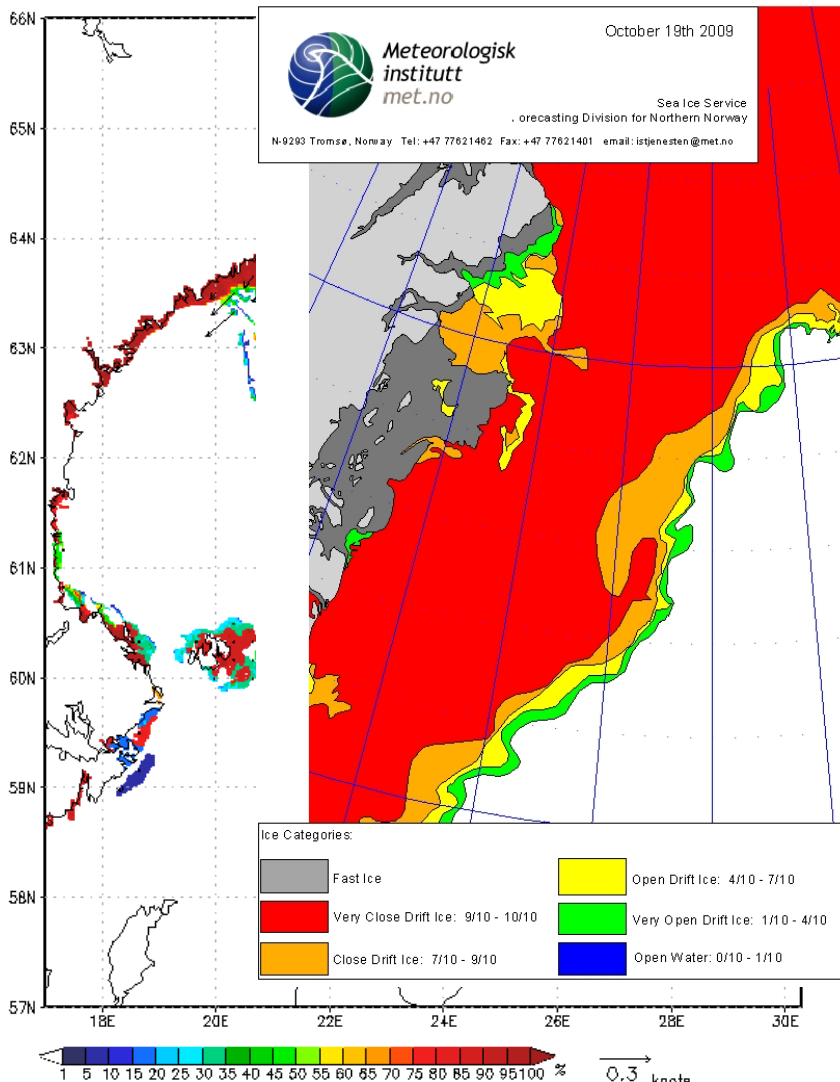 66N
65N
64N
63N
62N
61N
60N
59N
58N
57N
October 19th 2009
Meteorologisk
institutt
met.no
Sea Ice Service
. orecasting Division for Northern Norway
N-9293 Tromsø, Norway Tel: +47 77621462 Fax: +47 77621401 email: istjenesten@met.no
Ice Categories:
Fast Ice
Open Drift Ice: 4/10 - 7/10
Very Close Drift Ice: 9/10 - 10/10
Very Open Drift Ice: 1/10 - 4/10
Close Drift Ice: 7/10 - 9/10
Open Water: 0/10 - 1/10
18E 20E 22E 24E 26E 28E 30E
1 5 10 15 20 25 30 35 40 45 50 55 60 65 70 75 80 85 90 95 100 %
0.3 knots